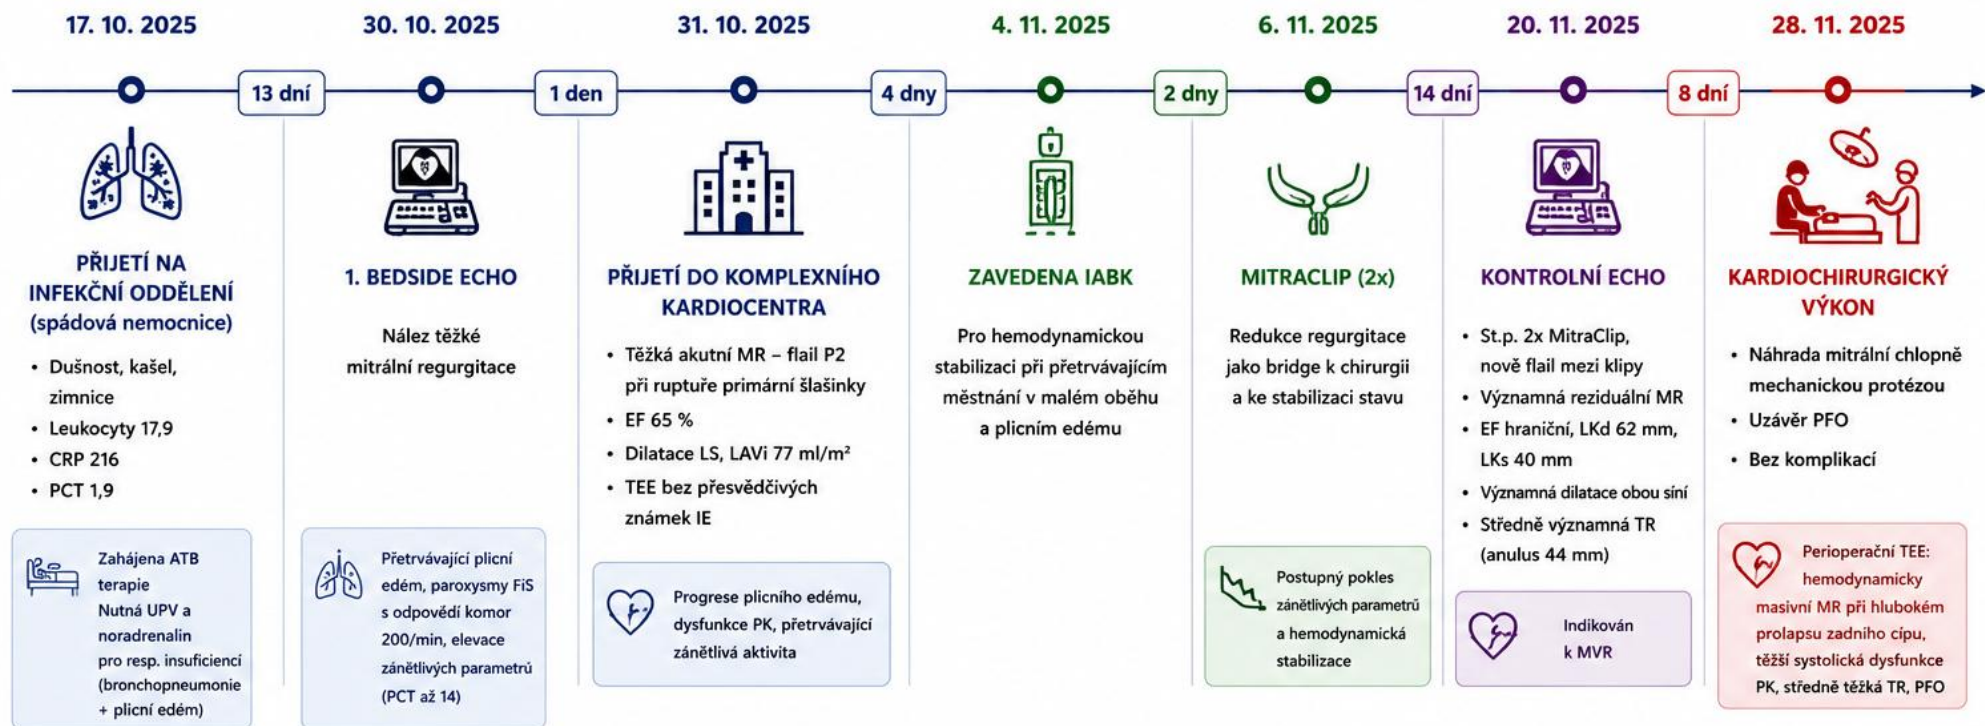 17. 10. 2025
30. 10. 2025
31. 10. 2025
4. 11. 2025
6. 11. 2025
20. 11. 2025
28. 11. 2025
13 dní
1 den
4 dny
2 dny
14 dní
8 dní
PŘIJETÍ NA
INFEKČNÍ ODDĚLENÍ
(spádová nemocnice)
• Dušnost, kašel,
zimnice
• Leukocyty 17,9
• CRP 216
• PCT 1,9
Zahájena ATB
terapie
Nutná UPV a
noradrenalin
pro resp. insuficiencí
(bronchopneumonie
+ plicní edém)
1. BEDSIDE ECHO
Nález těžké
mitrální regurgitace
Přetrvávající plicní
edém, paroxysmy FiS
s odpovědí komor
200/min, elevace
zánětlivých parametrů
(PCT až 14)
PŘIJETÍ DO KOMPLEXNÍHO
KARDIOCENTRA
• Těžká akutní MR – flail P2
při ruptuře primární šlašinky
• EF 65 %
• Dilatace LS, LAVi 77 ml/m²
• TEE bez přesvědčivých
známek IE
Progrese plicního edému,
dysfunkce PK, přetrvávající
zánětlivá aktivita
ZAVEDENA IABK
Pro hemodynamickou
stabilizaci při přetrvávajícím
městnání v malém oběhu
a plicním edému
MITRACLIP (2x)
Redukce regurgitace
jako bridge k chirurgii
a ke stabilizaci stavu
Postupný pokles
zánětlivých parametrů
a hemodynamická
stabilizace
KONTROLNÍ ECHO
• St.p. 2x MitraClip,
nově flail mezi klipy
• Významná reziduální MR
• EF hraniční, LKd 62 mm,
LKs 40 mm
• Významná dilatace obou síní
• Středně významná TR
(anulus 44 mm)
Indikován
k MVR
KARDIOCHIRURGICKÝ
VÝKON
• Náhrada mitrální chlopně
mechanickou protézou
• Uzávěr PFO
• Bez komplikací
Perioperační TEE:
hemodynamicky
masivní MR při hlubokém
prolapsu zadního cípu,
těžší systolická dysfunkce
PK, středně těžká TR, PFO